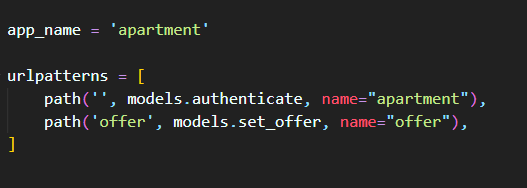 app_name = 'apartment'
urlpatterns = [
path('', models.authenticate, name="apartment"),
path('offer', models.set_offer, name="offer"),
]